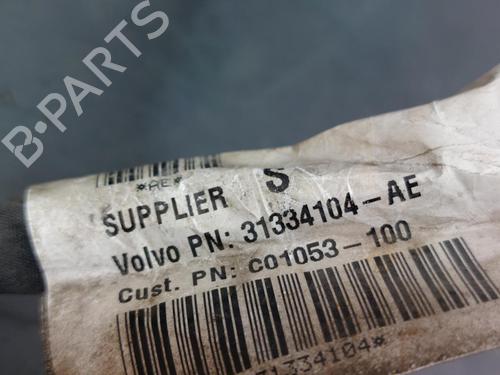 B-PARTS
*AE*
SUPPLIER S
Volvo PN: 31334104-AE
Cust. PN: C01053-100
31334104*